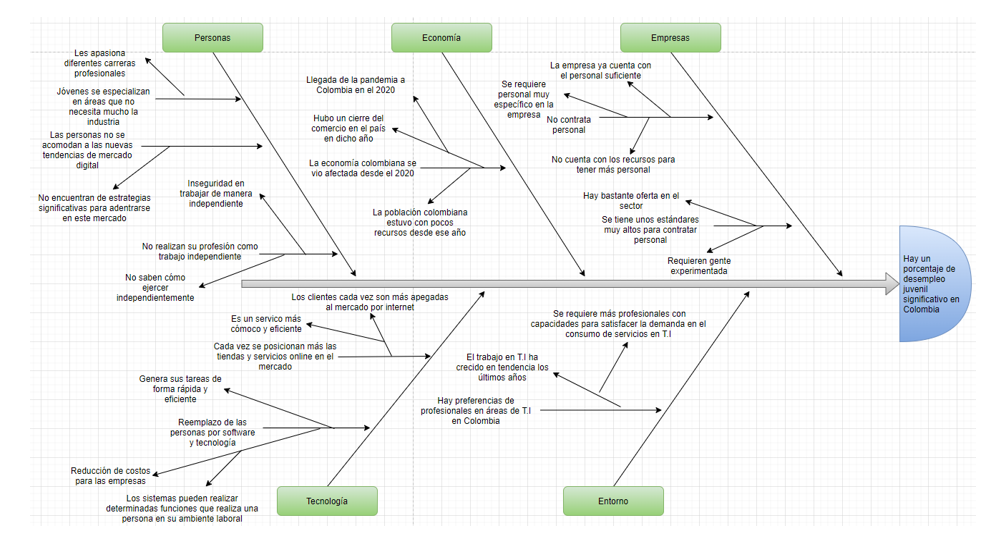 Personas
Economía
Empresas
Les apasiona
diferentes carreras
profesionales
Jóvenes se especializan
en áreas que no
necesita mucho la
industria
Las personas no se
acomodan a las nuevas
tendencias de mercado
digital
No encuentran de estrategias
significativas para adentrarse
en este mercado
Inseguridad en
trabajar de manera
independiente
No realizan su profesión como
trabajo independiente
No saben cómo
ejercer
independientemente
Llegada de la pandemia a
Colombia en el 2020
Hubo un cierre del
comercio en el país
en dicho año
La economía colombiana se
vio afectada desde el 2020
La población colombiana
estuvo con pocos
recursos desde ese año
La empresa ya cuenta con
el personal suficiente
Se requiere
personal muy
específico en la
empresa
No contrata
personal
No cuenta con los recursos para
tener más personal
Hay bastante oferta en el
sector
Se tiene unos estándares
muy altos para contratar
personal
Requieren gente
experimentada
Hay un
porcentaje de
desempleo
juvenil
significativo en
Colombia
Los clientes cada vez son más apegadas
al mercado por internet
Es un servico más
cómoco y eficiente
Cada vez se posicionan más las
tiendas y servicios online en el
mercado
Genera sus tareas de
forma rápida y
eficiente
Reemplazo de las
personas por software
y tecnología
Reducción de costos
para las empresas
Los sistemas pueden realizar
determinadas funciones que realiza una
persona en su ambiente laboral
Se requiere más profesionales con
capacidades para satisfacer la demanda en el
consumo de servicios en T.I
El trabajo en T.I ha
crecido en tendencia los
últimos años
Hay preferencias de
profesionales en áreas de T.I
en Colombia
Tecnología
Entorno